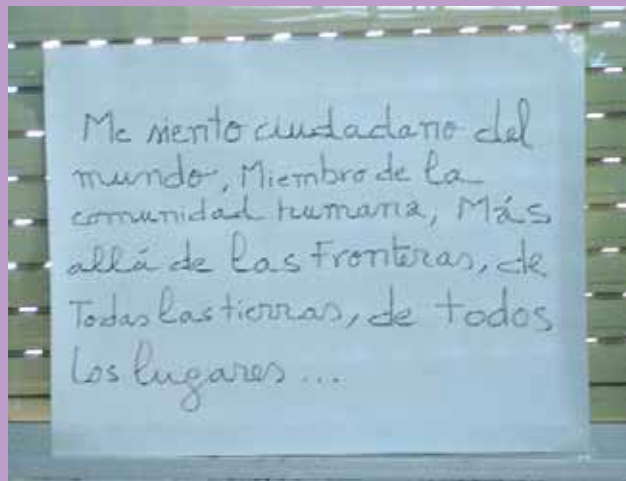 Me siento ciudadano del
mundo, Miembro de la
comunidad humana, Más
allá de las Fronteras, de
Todas las tierras, de todos
los lugares...